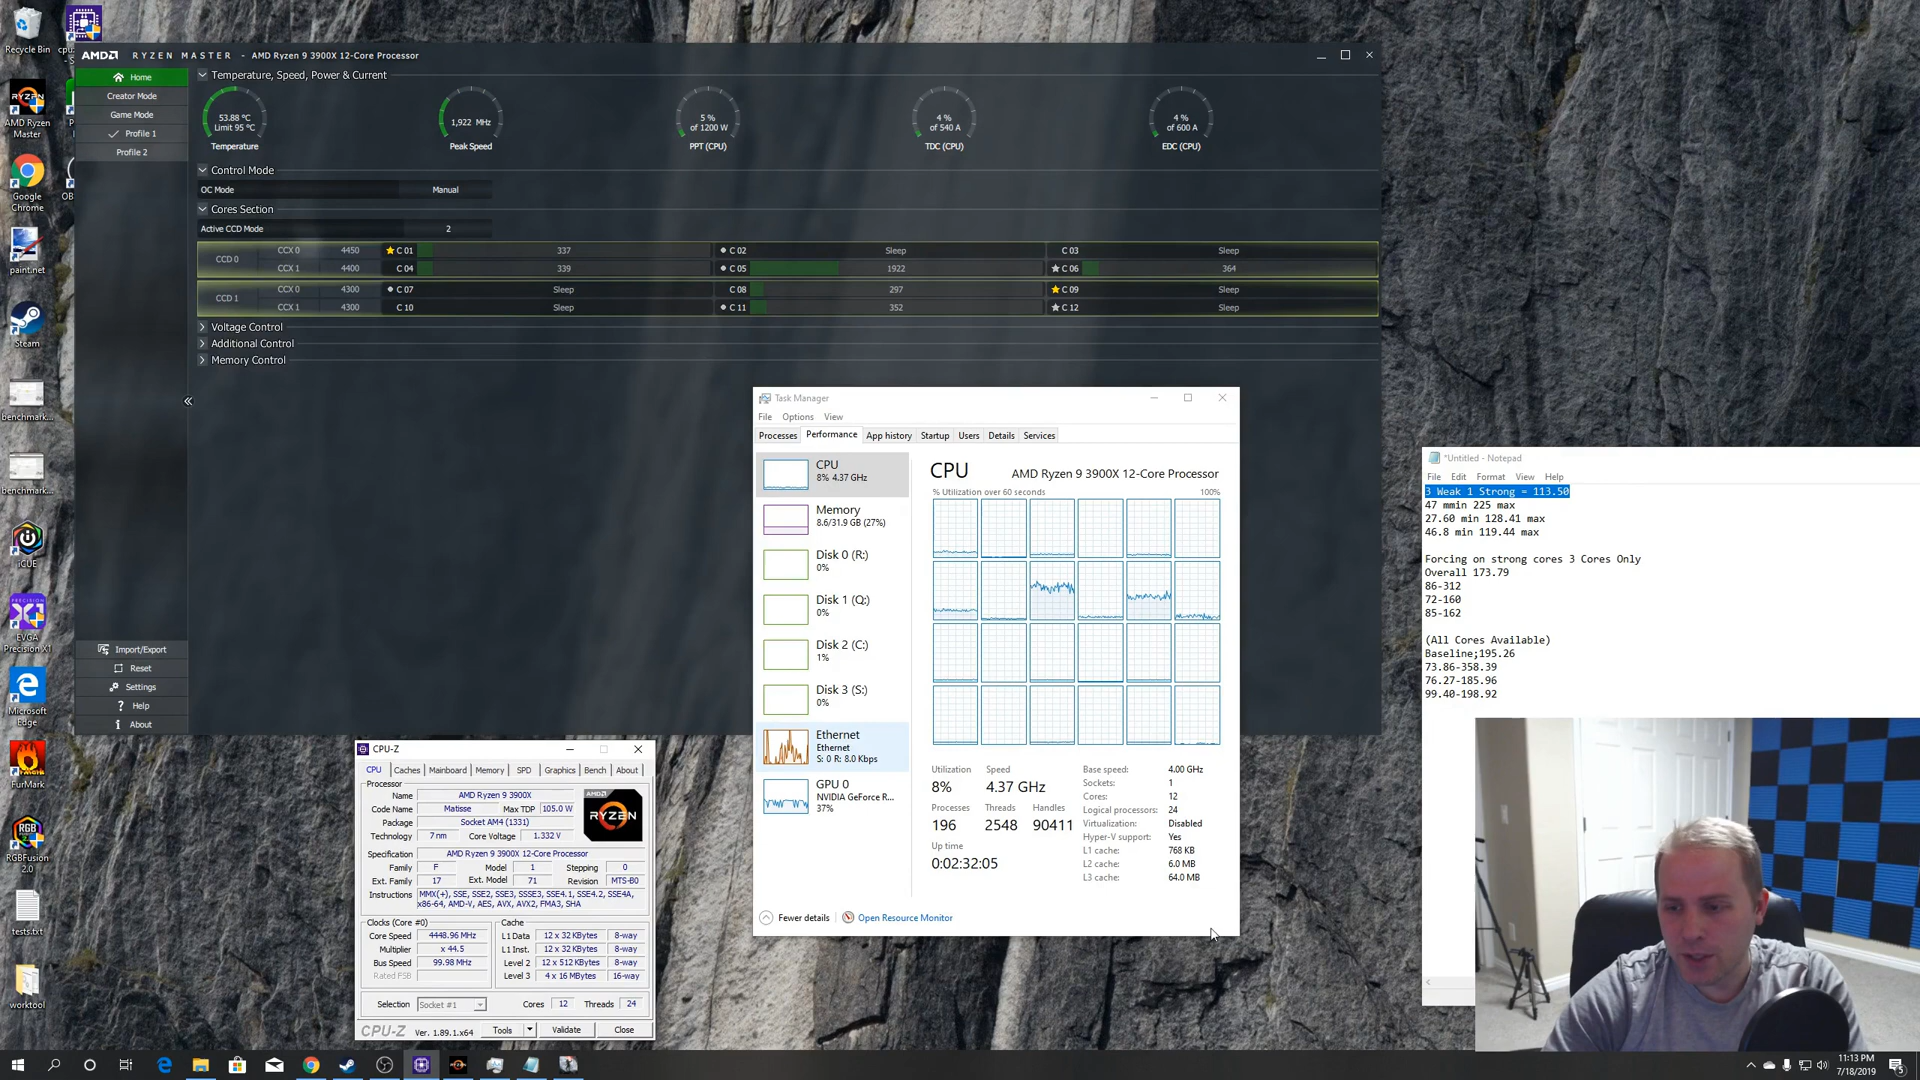 Recycle Bin
AMD Ryzen Master
Google Chrome
paint.net
Steam
benchmark...
benchmark...
iCUE
EVGA Precision X1
Microsoft Edge
FurMark
RGBFusion 2.0
tests.txt
worktool
AMD RYZEN MASTER - AMD Ryzen 9 3900X 12-Core Processor
Home
Creator Mode
Game Mode
Profile 1
Profile 2
Import/Export
Reset
Settings
Help
About
Temperature, Speed, Power & Current
53.88 °C
Limit 95 °C
Temperature
1,922 MHz
Peak Speed
5 %
of 1200 W
PPT (CPU)
4 %
of 540 A
TDC (CPU)
4 %
of 600 A
EDC (CPU)
Control Mode
OC Mode Manual
Cores Section
Active CCD Mode 2
CCD 0
CCX 0 4450 C 01 337 C 02 Sleep C 03 Sleep
CCX 1 4400 C 04 339 C 05 1922 C 06 364
CCD 1
CCX 0 4300 C 07 Sleep C 08 297 C 09 Sleep
CCX 1 4300 C 10 Sleep C 11 352 C 12 Sleep
Voltage Control
Additional Control
Memory Control
Task Manager
File Options View
Processes Performance App history Startup Users Details Services
CPU
8% 4.37 GHz
Memory
8.6/31.9 GB (27%)
Disk 0 (R:)
0%
Disk 1 (Q:)
0%
Disk 2 (C:)
1%
Disk 3 (S:)
0%
Ethernet
Ethernet
S: 0 R: 8.0 Kbps
GPU 0
NVIDIA GeForce R...
37%
CPU AMD Ryzen 9 3900X 12-Core Processor
% Utilization over 60 seconds 100%
Utilization Speed
8% 4.37 GHz
Processes Threads Handles
196 2548 90411
Up time
0:02:32:05
Base speed: 4.00 GHz
Sockets: 1
Cores: 12
Logical processors: 24
Virtualization: Disabled
Hyper-V support: Yes
L1 cache: 768 KB
L2 cache: 6.0 MB
L3 cache: 64.0 MB
Fewer details Open Resource Monitor
CPU-Z
CPU Caches Mainboard Memory SPD Graphics Bench About
Processor
Name AMD Ryzen 9 3900X
Code Name Matisse Max TDP 105.0 W
Package Socket AM4 (1331)
Technology 7 nm Core Voltage 1.332 V
AMD
RYZEN
Specification AMD Ryzen 9 3900X 12-Core Processor
Family F Model 1 Stepping 0
Ext. Family 17 Ext. Model 71 Revision MTS-B0
Instructions MMX(+), SSE, SSE2, SSE3, SSSE3, SSE4.1, SSE4.2, SSE4A,
x86-64, AMD-V, AES, AVX, AVX2, FMA3, SHA
Clocks (Core #0) Cache
Core Speed 4448.96 MHz L1 Data 12 x 32 KBytes 8-way
Multiplier x 44.5 L1 Inst. 12 x 32 KBytes 8-way
Bus Speed 99.98 MHz Level 2 12 x 512 KBytes 8-way
Rated FSB Level 3 4 x 16 MBytes 16-way
Selection Socket #1 Cores 12 Threads 24
CPU-Z Ver. 1.89.1.x64 Tools Validate Close
*Untitled - Notepad
File Edit Format View Help
3 Weak 1 Strong = 113.50
47 mmin 225 max
27.60 min 128.41 max
46.8 min 119.44 max
Forcing on strong cores 3 Cores Only
Overall 173.79
86-312
72-160
85-162
(All Cores Available)
Baseline;195.26
73.86-358.39
76.27-185.96
99.40-198.92
11:13 PM
7/18/2019
5